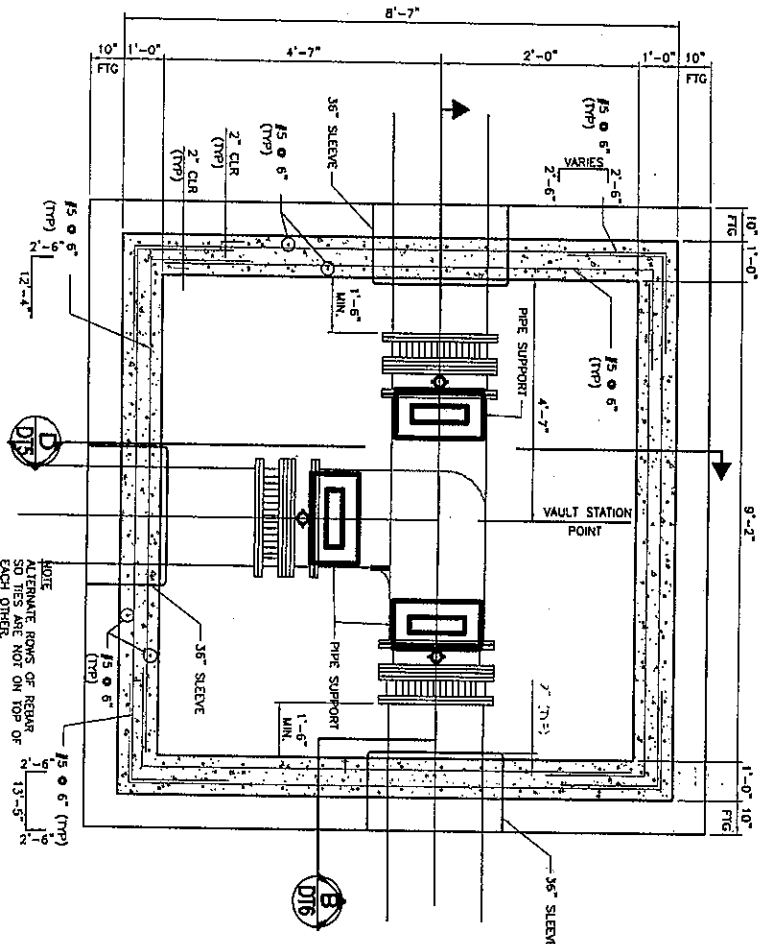 8'-7"
10"
FTG
1'-0"
4'-7"
2'-0"
1'-0"
10"
FTG
36" SLEEVE
#5 @ 6"
(TYP)
2" CLR
(TYP)
2" CLR
(TYP)
#5 @ 6"
(TYP)
VARIES
2'-6"
2'-6"
10"
FTG
1'-0"
#5 @ 6"
(TYP)
2'-6"
12'-4"
1'-6"
MIN.
PIPE SUPPORT
#5 @ 6"
(TYP)
4'-7"
9'-2"
VAULT STATION
POINT
D
DT5
NOTE
ALTERNATE ROWS OF REBAR
SO TIES ARE NOT ON TOP OF
EACH OTHER.
36" SLEEVE
#5 @ 6"
(TYP)
PIPE SUPPORT
1'-6"
MIN.
1'-0"
10"
FTG
#5 @ 6" (TYP)
2'-6"
13'-5"
2'-6"
B
DT6
36" SLEEVE